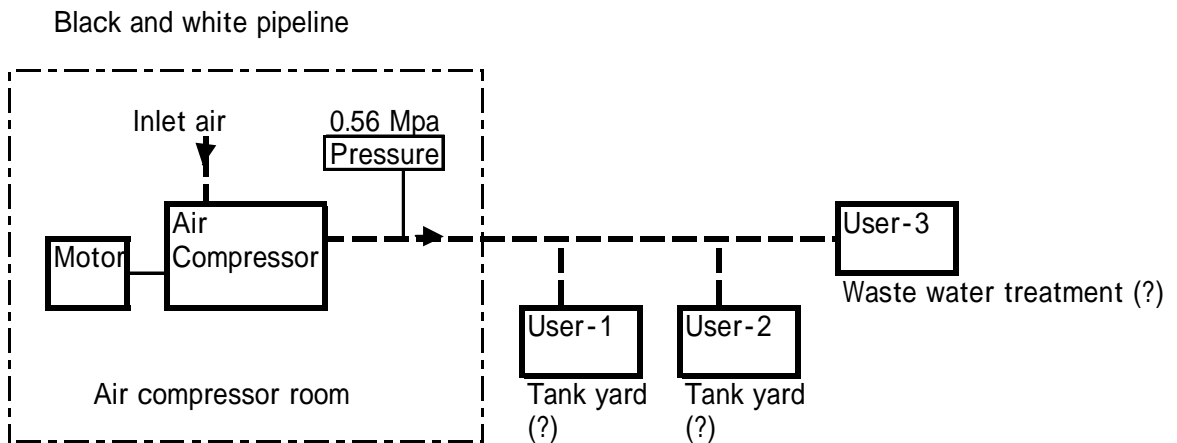 Black and white pipeline
Inlet air
0.56 Mpa
Pressure
Air
Compressor
Motor
User-3
Waste water treatment (?)
User-1
User-2
Tank yard
(?)
Tank yard
(?)
Air compressor room